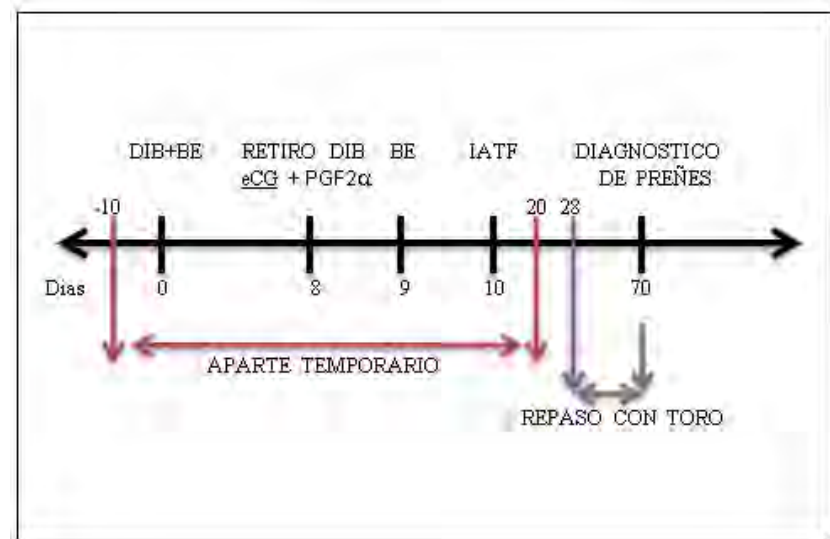 DIB+BE RETIRO DIB BE IATF DIAGNOSTICO
eCG + PGF2α DE PREÑES
-10 20 28
Dias 0 8 9 10 70
APARTE TEMPORARIO
REPASO CON TORO